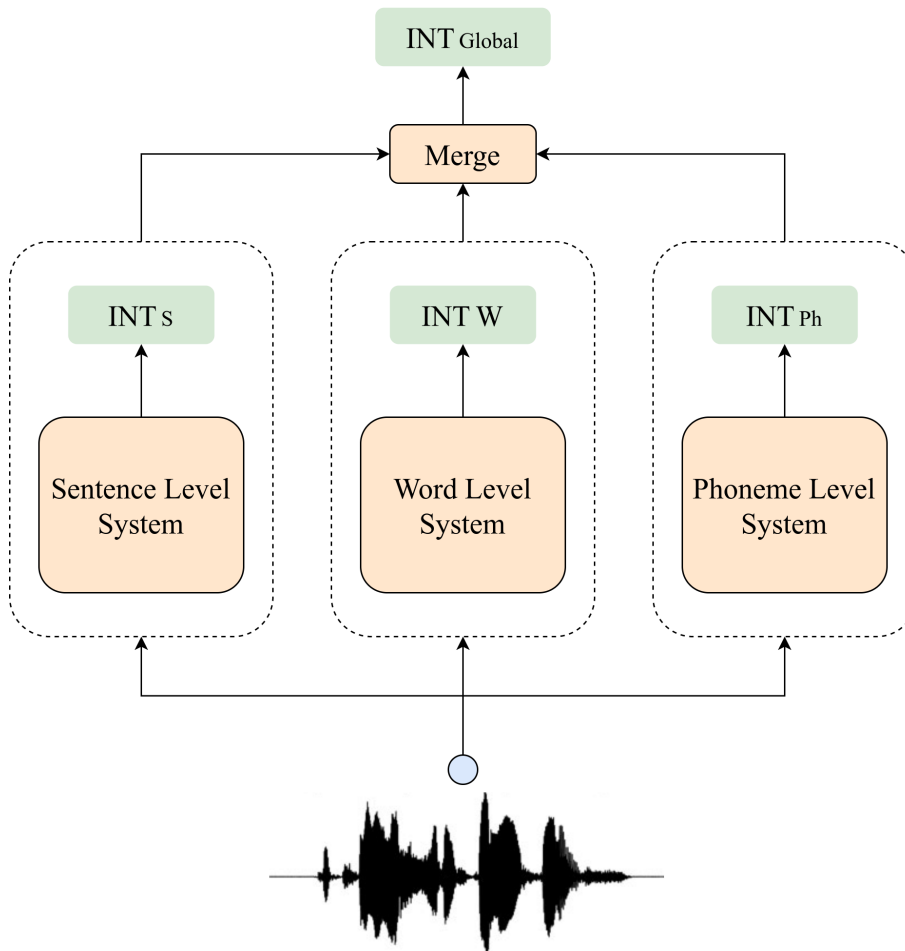 INT Global
Merge
INT S
INT W
INT Ph
Sentence Level
System
Word Level
System
Phoneme Level
System